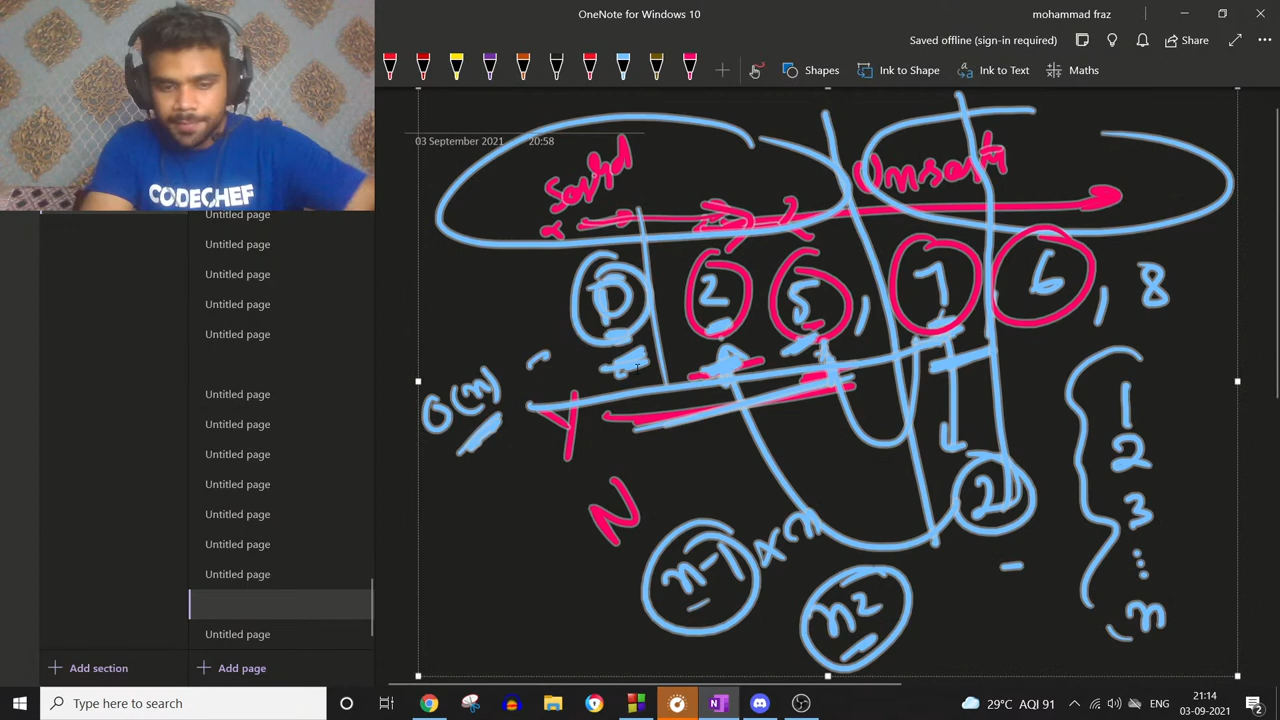 OneNote for Windows 10
mohammad fraz
Saved offline (sign-in required)
Share
Shapes
Ink to Shape
Ink to Text
Maths
CODECHEF
03 September 2021 20:58
Untitled page
Untitled page
Untitled page
Untitled page
Untitled page
Untitled page
Untitled page
Untitled page
Untitled page
Untitled page
Untitled page
Untitled page
Untitled page
2 5 , 7 6 , 8
O(n)
Y
N
n-1 x n
n2
2
1
2
3
n
Add section
Add page
Type here to search
29°C AQI 91
ENG
21:14
03-09-2021
2